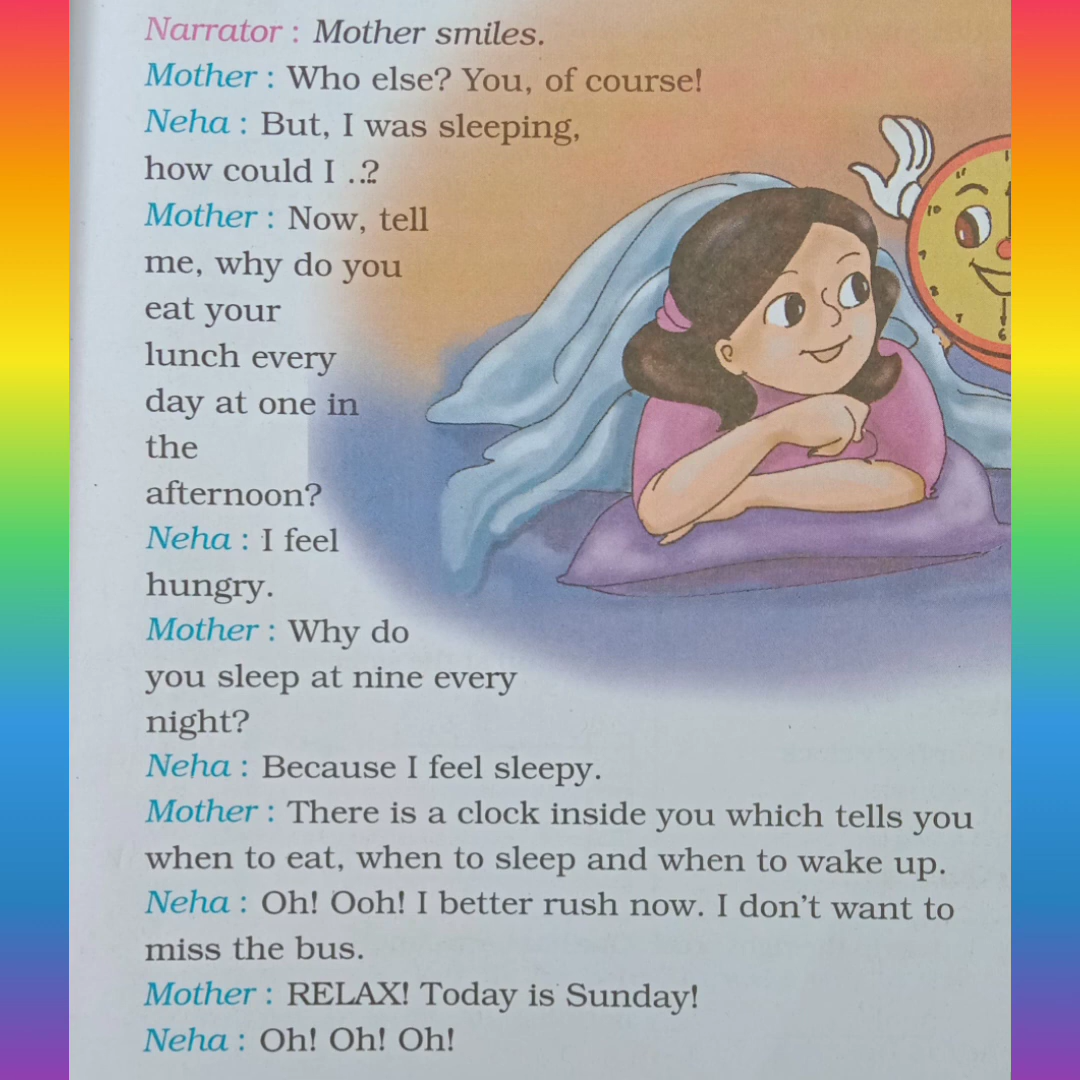 Narrator : Mother smiles.
Mother : Who else? You, of course!
Neha : But, I was sleeping,
how could I ..?
Mother : Now, tell
me, why do you
eat your
lunch every
day at one in
the
afternoon?
Neha : I feel
hungry.
Mother : Why do
you sleep at nine every
night?
Neha : Because I feel sleepy.
Mother : There is a clock inside you which tells you
when to eat, when to sleep and when to wake up.
Neha : Oh! Ooh! I better rush now. I don't want to
miss the bus.
Mother : RELAX! Today is Sunday!
Neha : Oh! Oh! Oh!